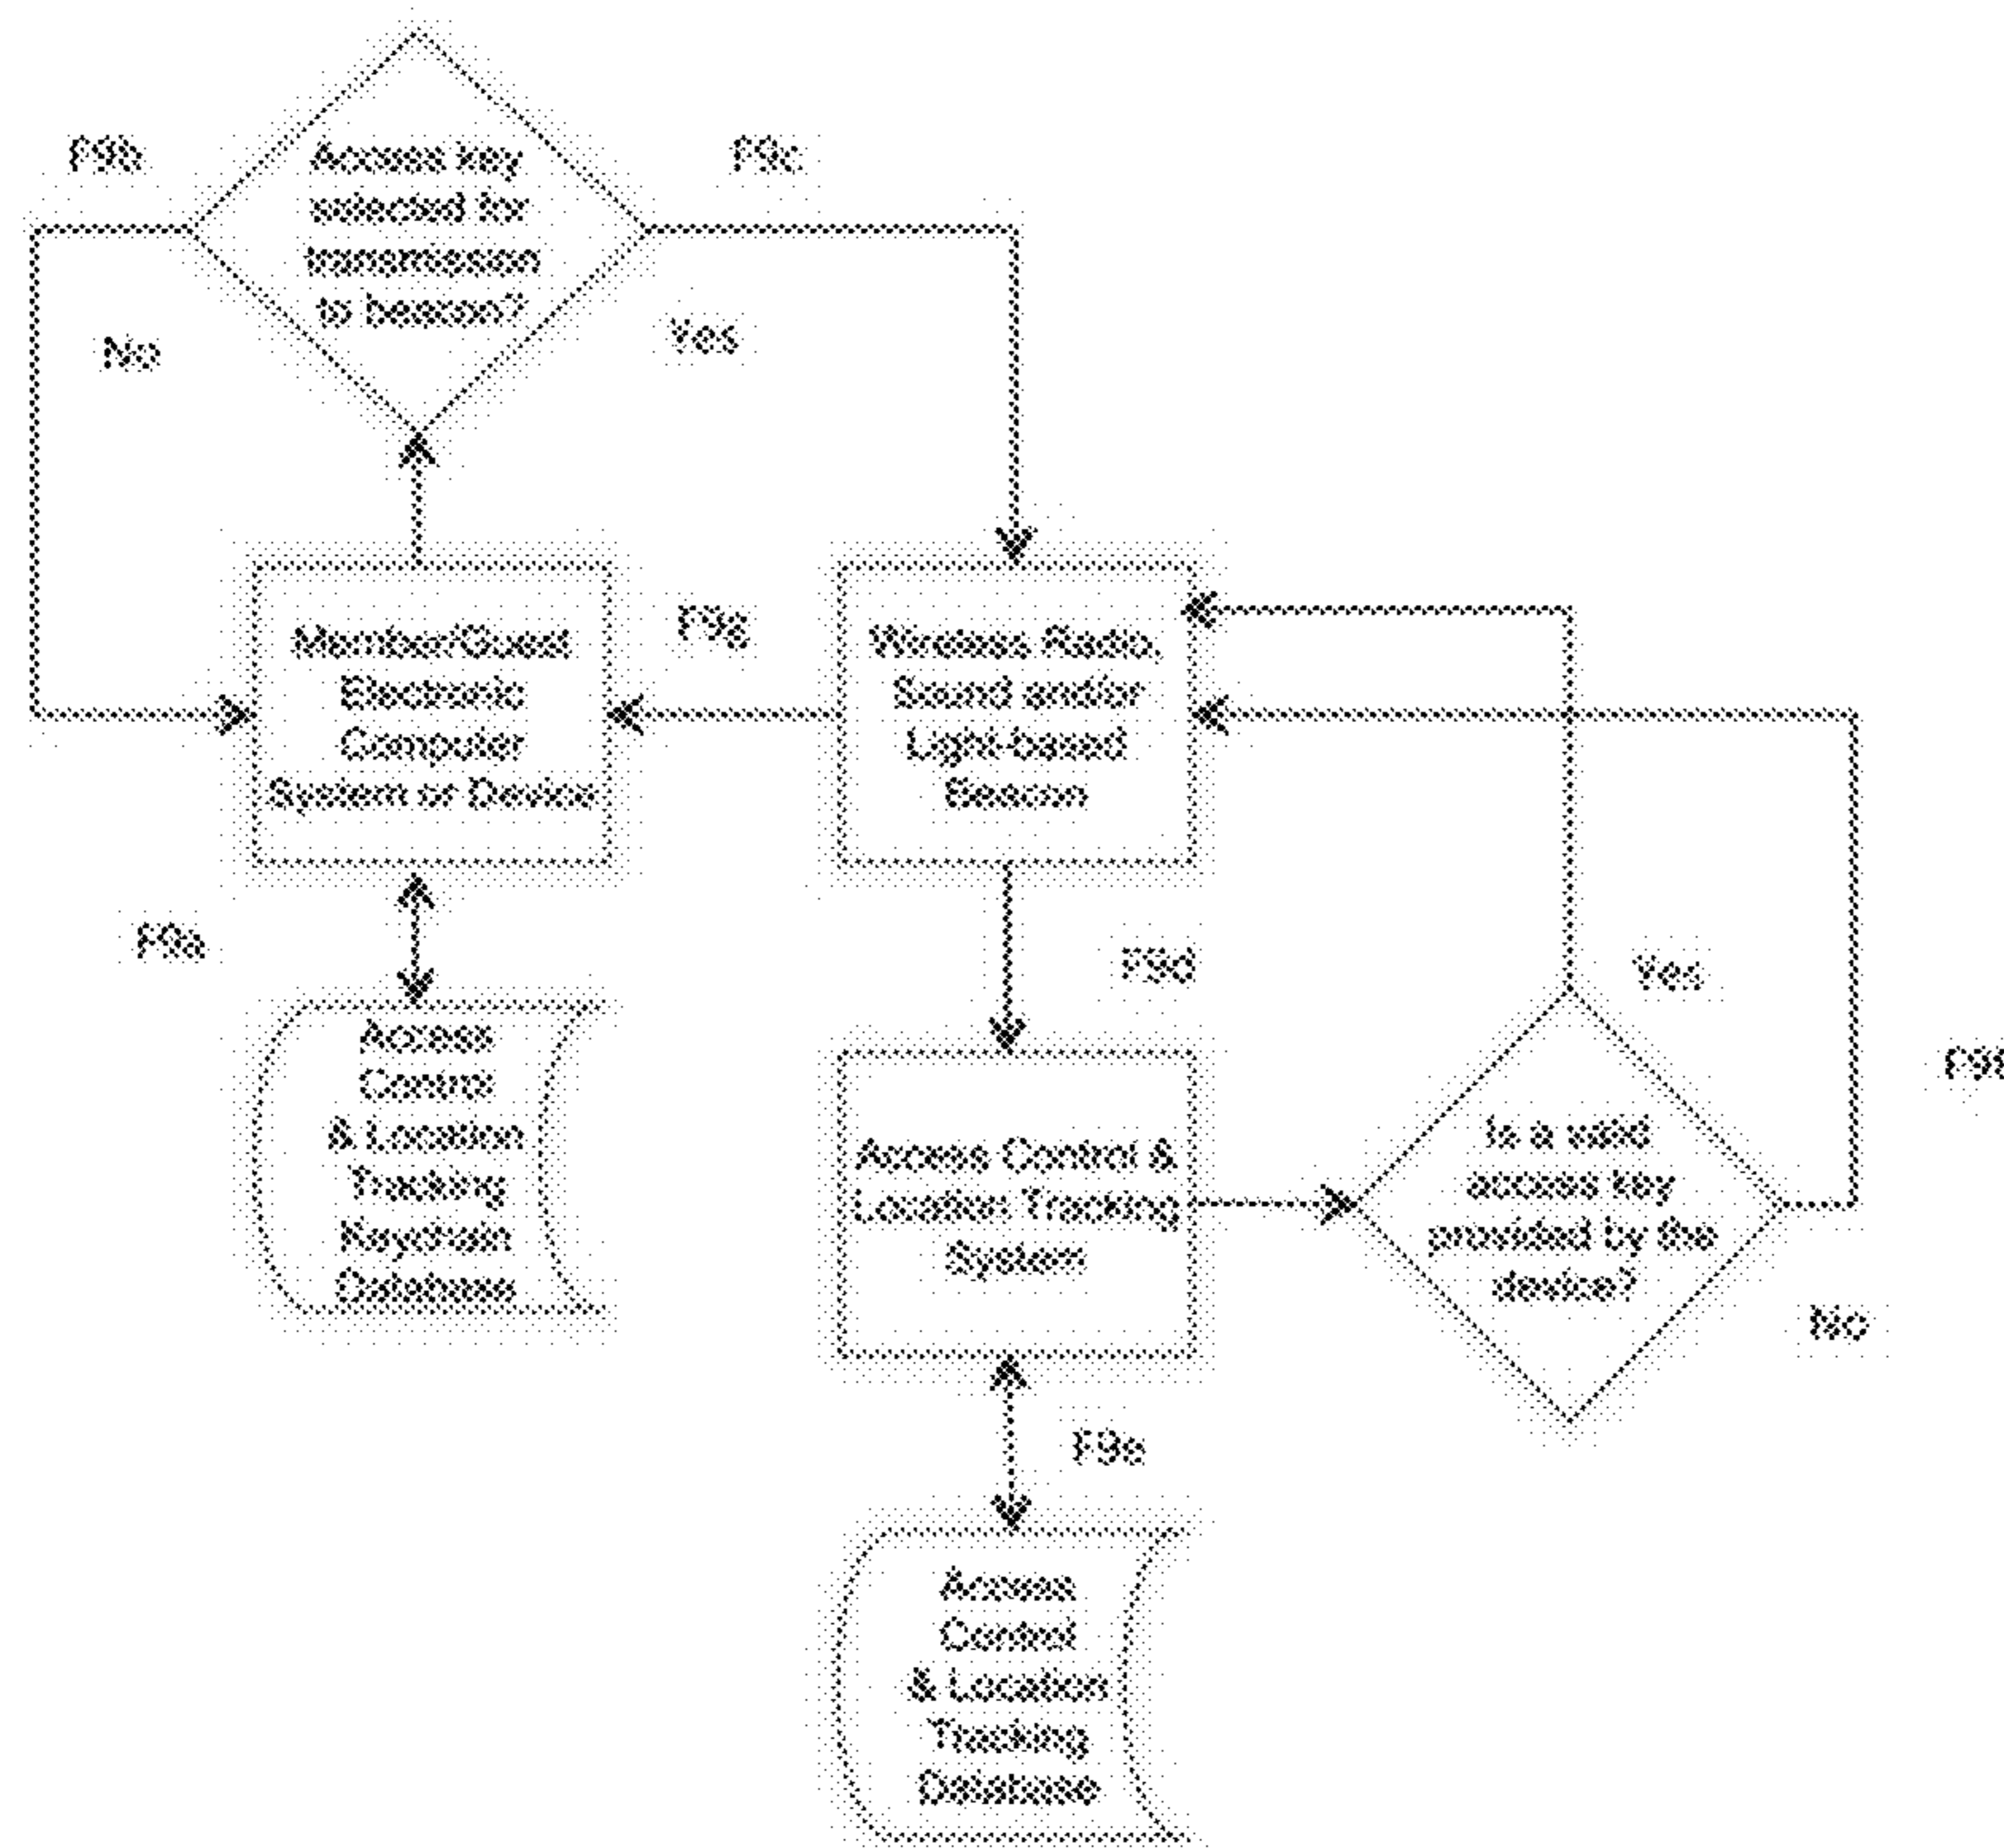 F9b
Access key
selected for
transmission
to beacon?
F9c
No
Yes
Member/Guest
Electronic
Computer
System or Device
F9g
Wireless Radio,
Sound and/or
Light-based
Beacon
F9a
F9d
Yes
Access
Control
& Location
Tracking
Keychain
Database
Access Control &
Location Tracking
System
Is a valid
access key
provided by the
device?
F9f
No
F9e
Access
Control
& Location
Tracking
Database